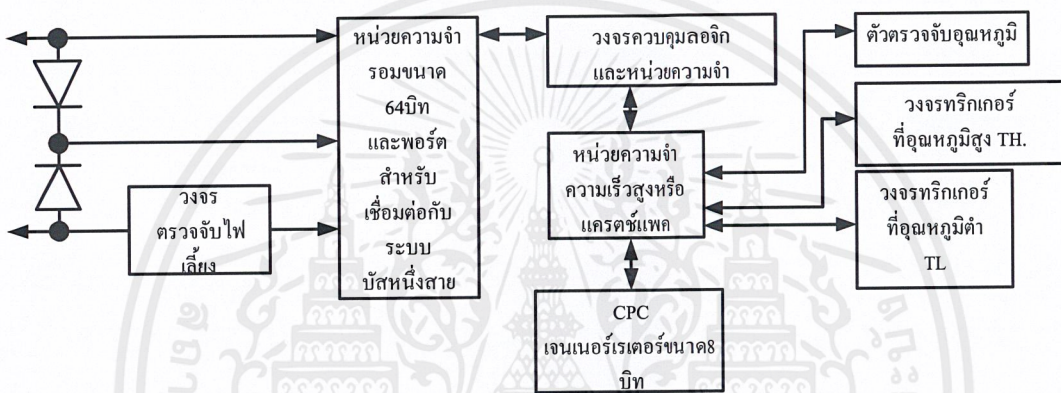 หน่วยความจำ
รอมขนาด
64บิท
และพอร์ต
สำหรับ
เชื่อมต่อกับ
ระบบ
บัสหนึ่งสาย
วงจร
ตรวจจับไฟ
เลี้ยง
วงจรควบคุมลอจิก
และหน่วยความจำ
หน่วยความจำ
ความเร็วสูงหรือ
แครตช์แพค
CPC
เจนเนอร์เรเตอร์ขนาด8
บิท
ตัวตรวจจับอุณหภูมิ
วงจรทริกเกอร์
ที่อุณหภูมิสูง TH.
วงจรทริกเกอร์
ที่อุณหภูมิตำ
TL